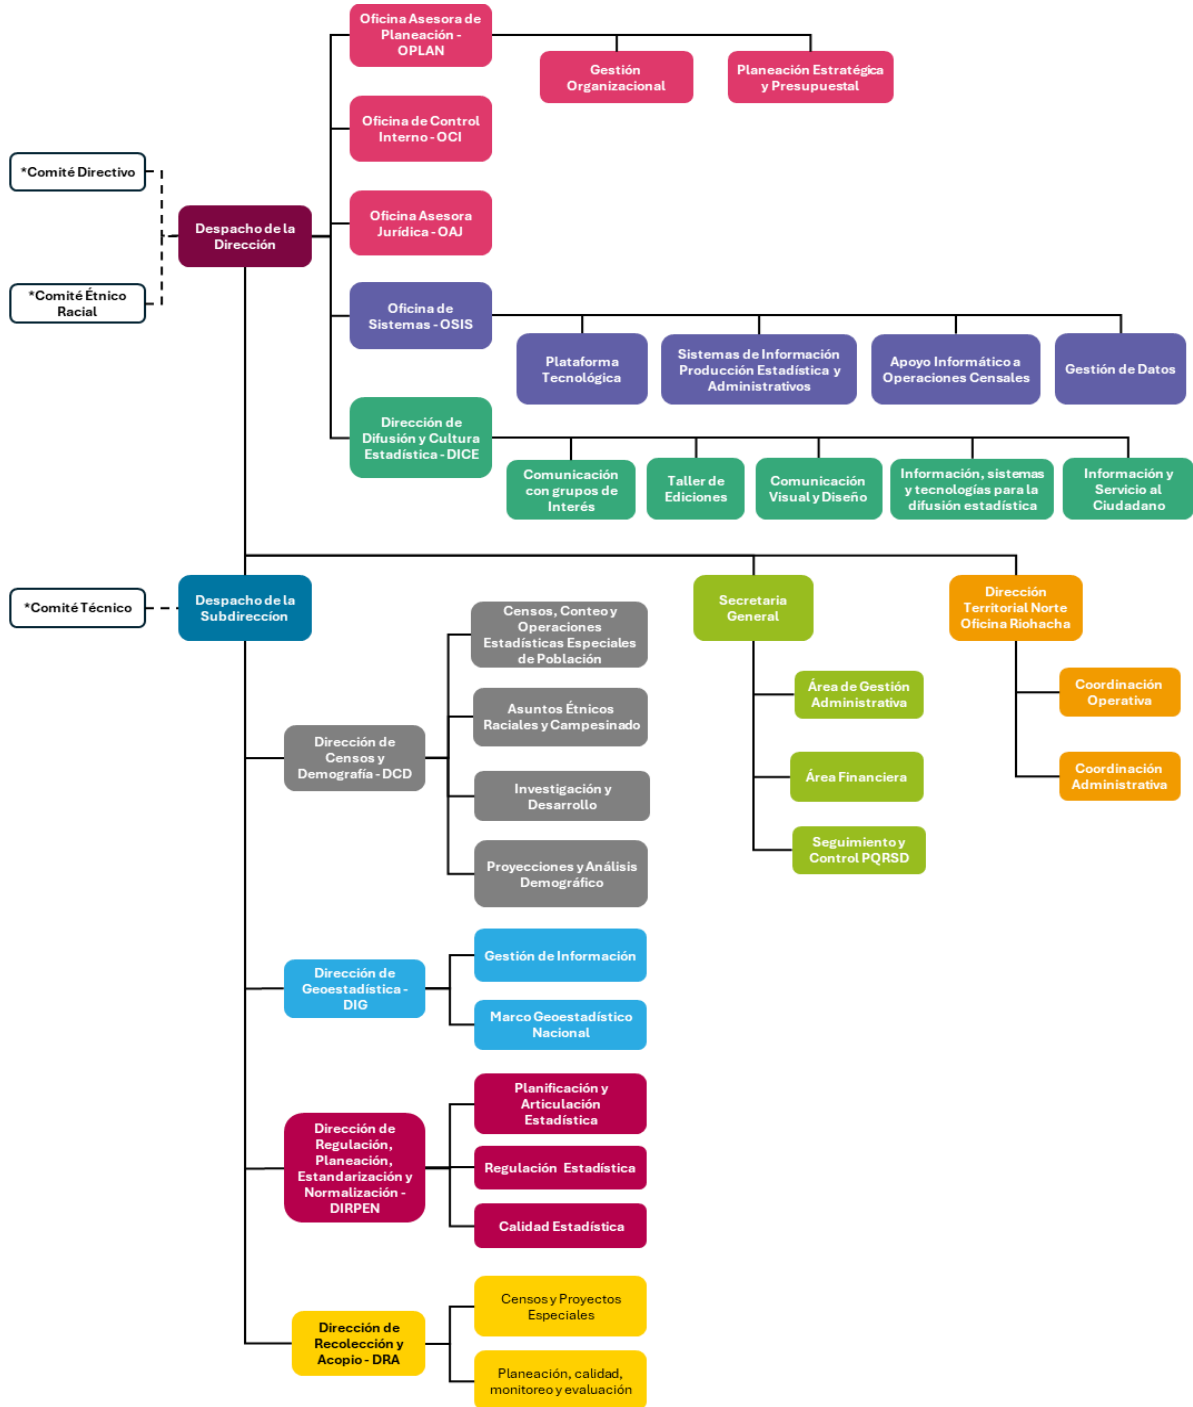 Oficina Asesora de
Planeación -
OPLAN
Gestión
Organizacional
Planeación Estratégica
y Presupuestal
Oficina de Control
Interno - OCI
*Comité Directivo
Oficina Asesora
Jurídica - OAJ
Despacho de la
Dirección
*Comité Étnico
Racial
Oficina de
Sistemas - OSIS
Plataforma
Tecnológica
Sistemas de Información
Producción Estadística y
Administrativos
Apoyo Informático a
Operaciones Censales
Gestión de Datos
Dirección de
Difusión y Cultura
Estadística - DICE
Comunicación
con grupos de
Interés
Taller de
Ediciones
Comunicación
Visual y Diseño
Información, sistemas
y tecnologías para la
difusión estadística
Información y
Servicio al
Ciudadano
*Comité Técnico
Despacho de la
Subdireccíon
Secretaria
General
Dirección
Territorial Norte
Oficina Riohacha
Censos, Conteo y
Operaciones
Estadísticas Especiales
de Población
Asuntos Étnicos
Raciales y Campesinado
Dirección de
Censos y
Demografía - DCD
Investigación y
Desarrollo
Proyecciones y Análisis
Demográfico
Área de Gestión
Administrativa
Área Financiera
Seguimiento y
Control PQRSD
Coordinación
Operativa
Coordinación
Administrativa
Dirección de
Geoestadística -
DIG
Gestión de Información
Marco Geoestadístico
Nacional
Dirección de
Regulación,
Planeación,
Estandarización y
Normalización -
DIRPEN
Planificación y
Articulación
Estadística
Regulación Estadística
Calidad Estadística
Dirección de
Recolección y
Acopio - DRA
Censos y Proyectos
Especiales
Planeación, calidad,
monitoreo y evaluación